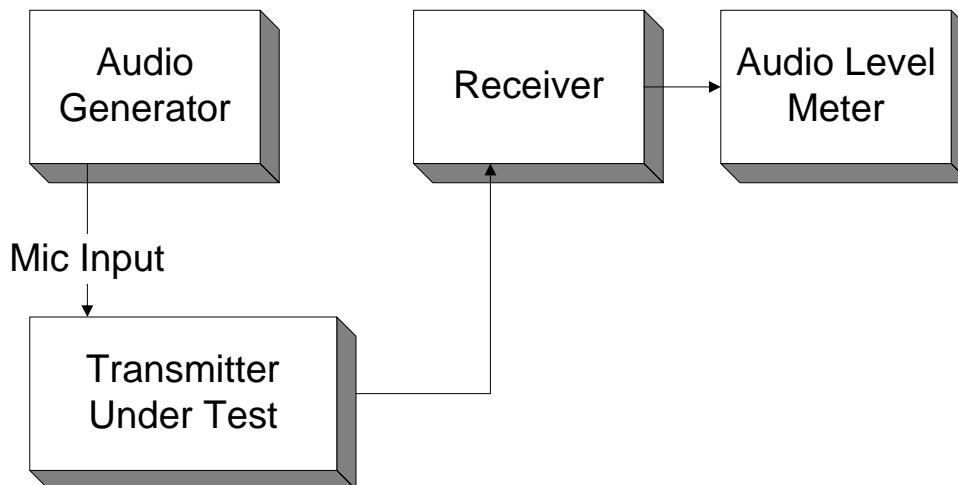 Audio
Generator
Receiver
Audio Level
Meter
Mic Input
Transmitter
Under Test